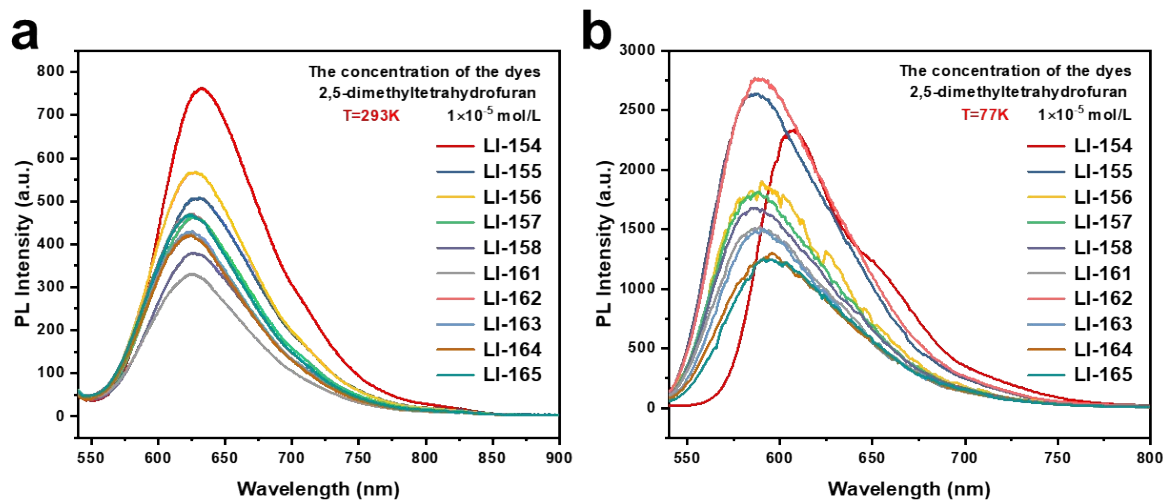 a
The concentration of the dyes
2,5-dimethyltetrahydrofuran
T=293K 1×10⁻⁵ mol/L
LI-154
LI-155
LI-156
LI-157
LI-158
LI-161
LI-162
LI-163
LI-164
LI-165
PL Intensity (a.u.)
800
700
600
500
400
300
200
100
0
550 600 650 700 750 800 850 900
Wavelength (nm)
b
The concentration of the dyes
2,5-dimethyltetrahydrofuran
T=77K 1×10⁻⁵ mol/L
LI-154
LI-155
LI-156
LI-157
LI-158
LI-161
LI-162
LI-163
LI-164
LI-165
PL Intensity (a.u.)
3000
2500
2000
1500
1000
500
0
550 600 650 700 750 800
Wavelength (nm)